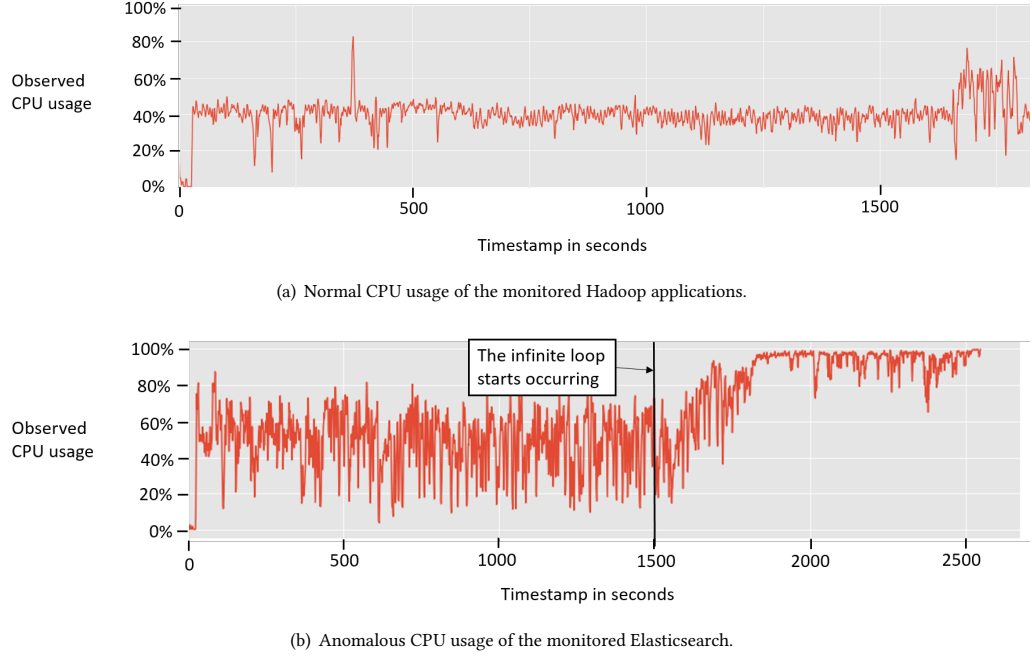 100%
80%
60%
40%
20%
0%
Observed
CPU usage
0
500
1000
1500
Timestamp in seconds
(a) Normal CPU usage of the monitored Hadoop applications.
100%
80%
60%
40%
20%
0%
Observed
CPU usage
The infinite loop
starts occurring
0
500
1000
1500
2000
2500
Timestamp in seconds
(b) Anomalous CPU usage of the monitored Elasticsearch.